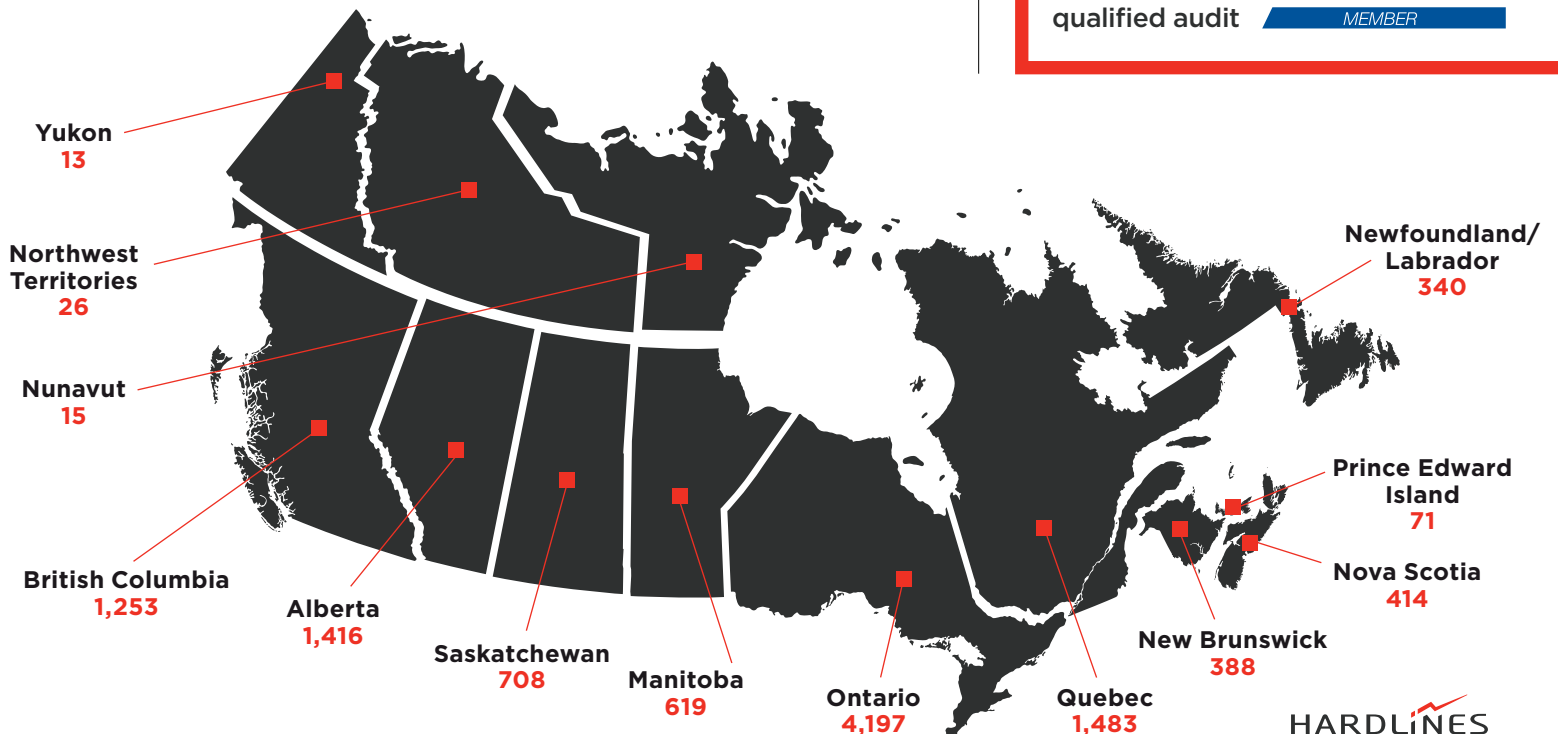 qualified audit
MEMBER
Yukon
13
Northwest
Territories
26
Nunavut
15
British Columbia
1,253
Alberta
1,416
Saskatchewan
708
Manitoba
619
Ontario
4,197
Quebec
1,483
New Brunswick
388
Nova Scotia
414
Prince Edward
Island
71
Newfoundland/
Labrador
340
HARDLINES